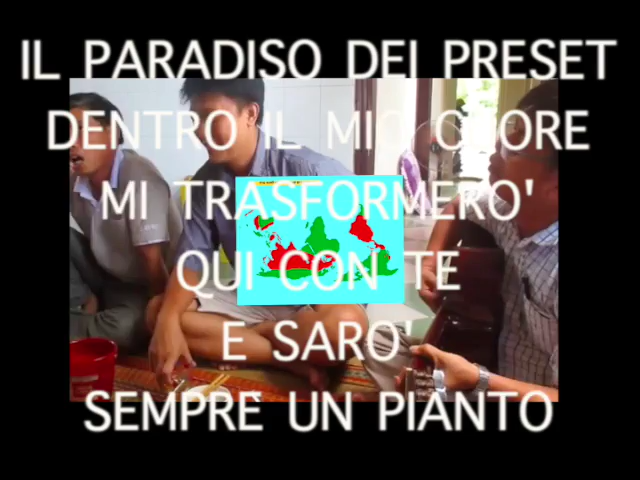 IL PARADISO DEI PRESET
DENTRO IL MIO CUORE
MI TRASFORMERO'
QUI CON TE
E SARO'
SEMPRE UN PIANTO